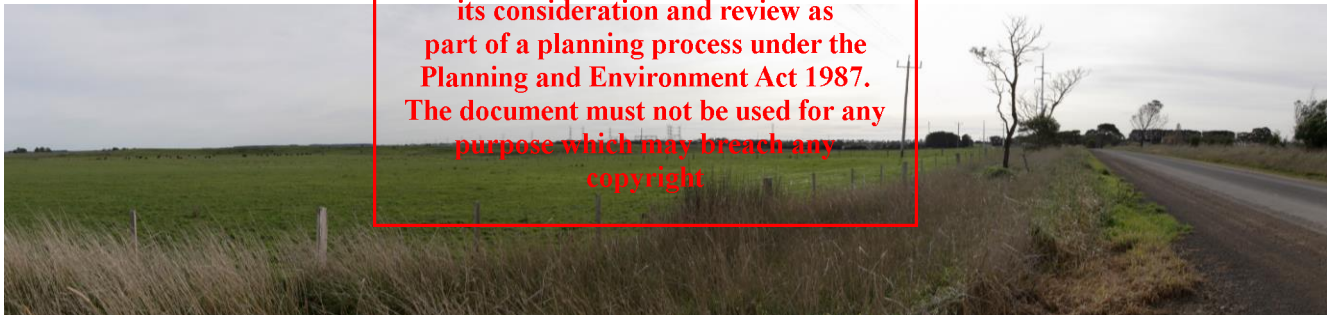 its consideration and review as
part of a planning process under the
Planning and Environment Act 1987.
The document must not be used for any
purpose which may breach any
copyright